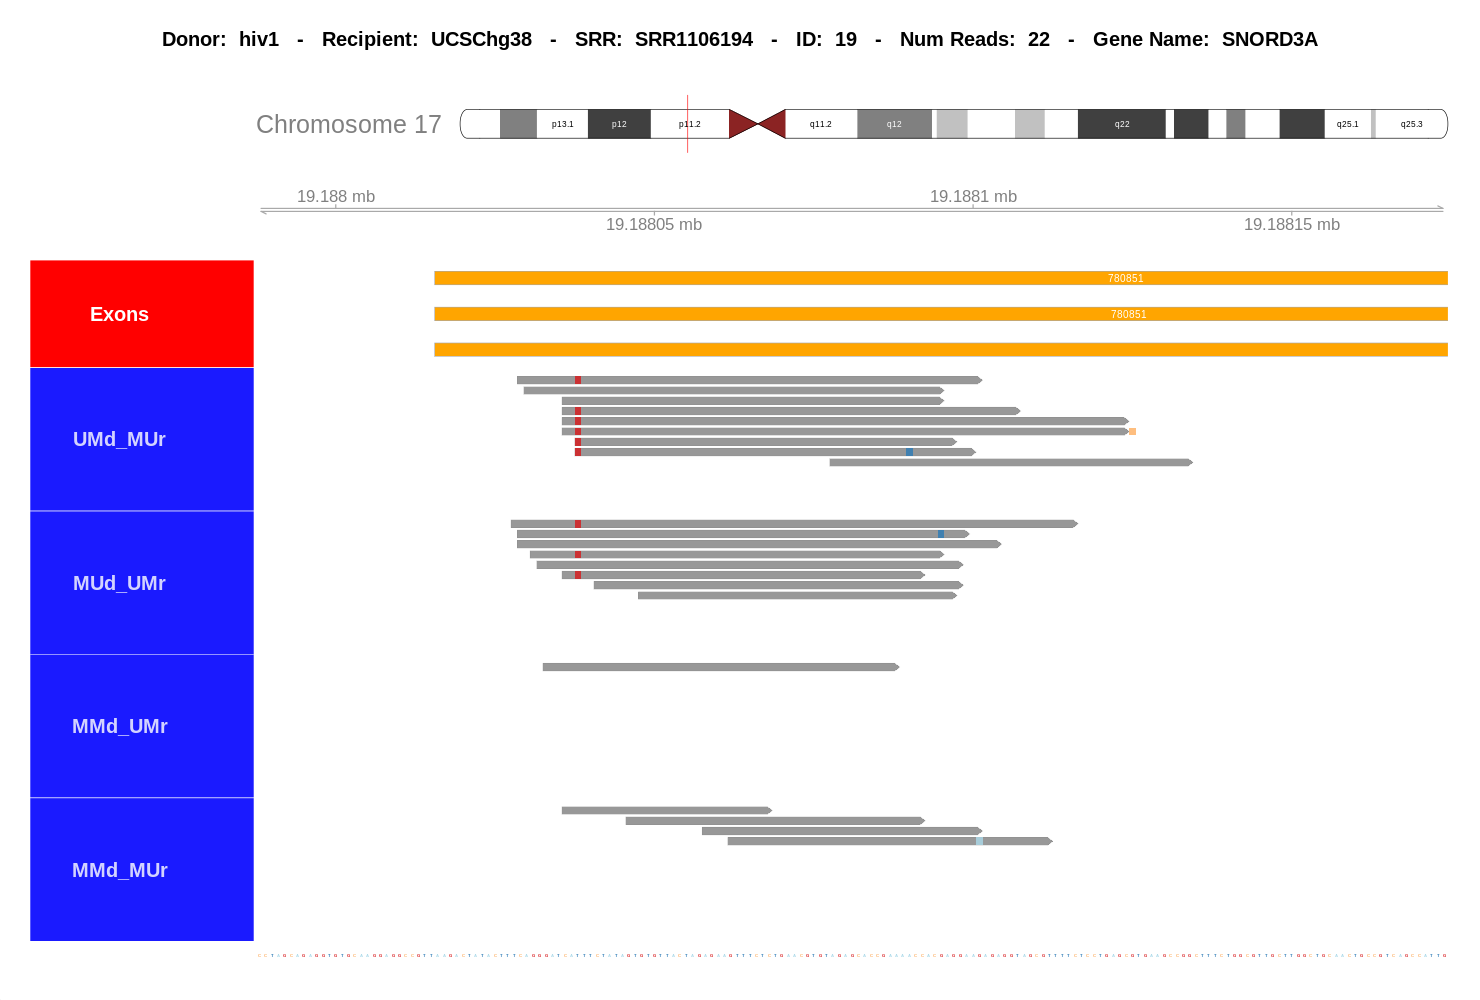 Donor: hiv1 - Recipient: UCSChg38 - SRR: SRR1106194 - ID: 19 - Num Reads: 22 - Gene Name: SNORD3A
Chromosome 17
p13.1 p12 p11.2 q11.2 q12 q22 q25.1 q25.3
19.188 mb 19.1881 mb
19.18805 mb 19.18815 mb
780851
Exons
780851
UMd_MUr
MUd_UMr
MMd_UMr
MMd_MUr